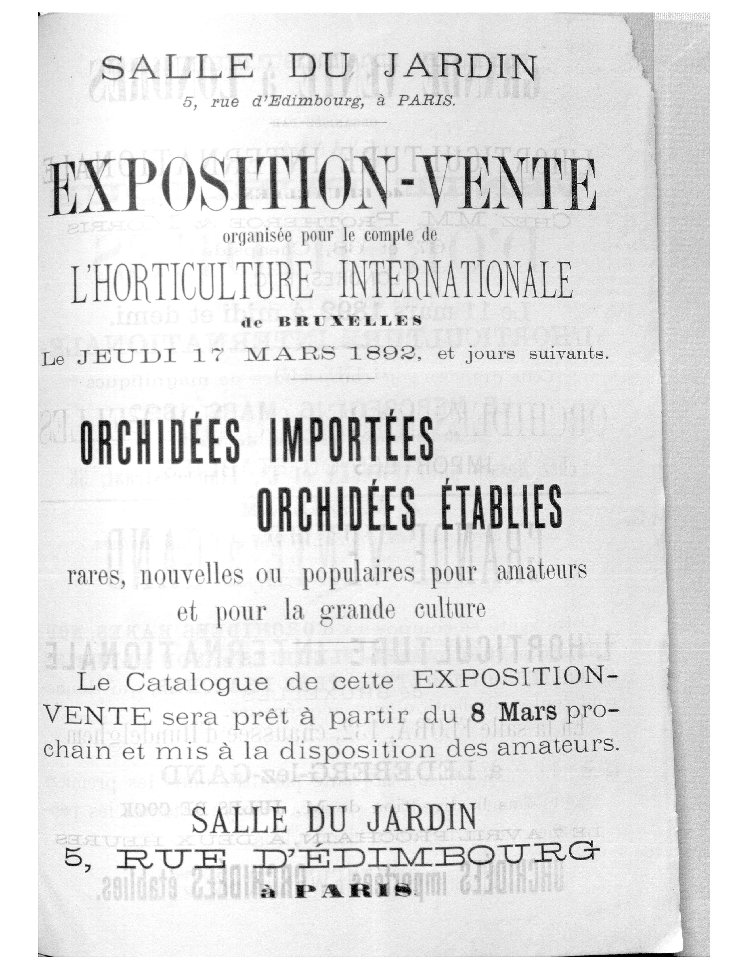 SALLE DU JARDIN
5, rue d'Edimbourg, à PARIS.
EXPOSITION-VENTE
organisée pour le compte de
L'HORTICULTURE INTERNATIONALE
de BRUXELLES
Le JEUDI 17 MARS 1892, et jours suivants.
ORCHIDÉES IMPORTÉES
ORCHIDÉES ÉTABLIES
rares, nouvelles ou populaires pour amateurs
et pour la grande culture
Le Catalogue de cette EXPOSITION-
VENTE sera prêt à partir du 8 Mars pro-
chain et mis à la disposition des amateurs.
SALLE DU JARDIN
5, RUE D'ÉDIMBOURG
à PARIS